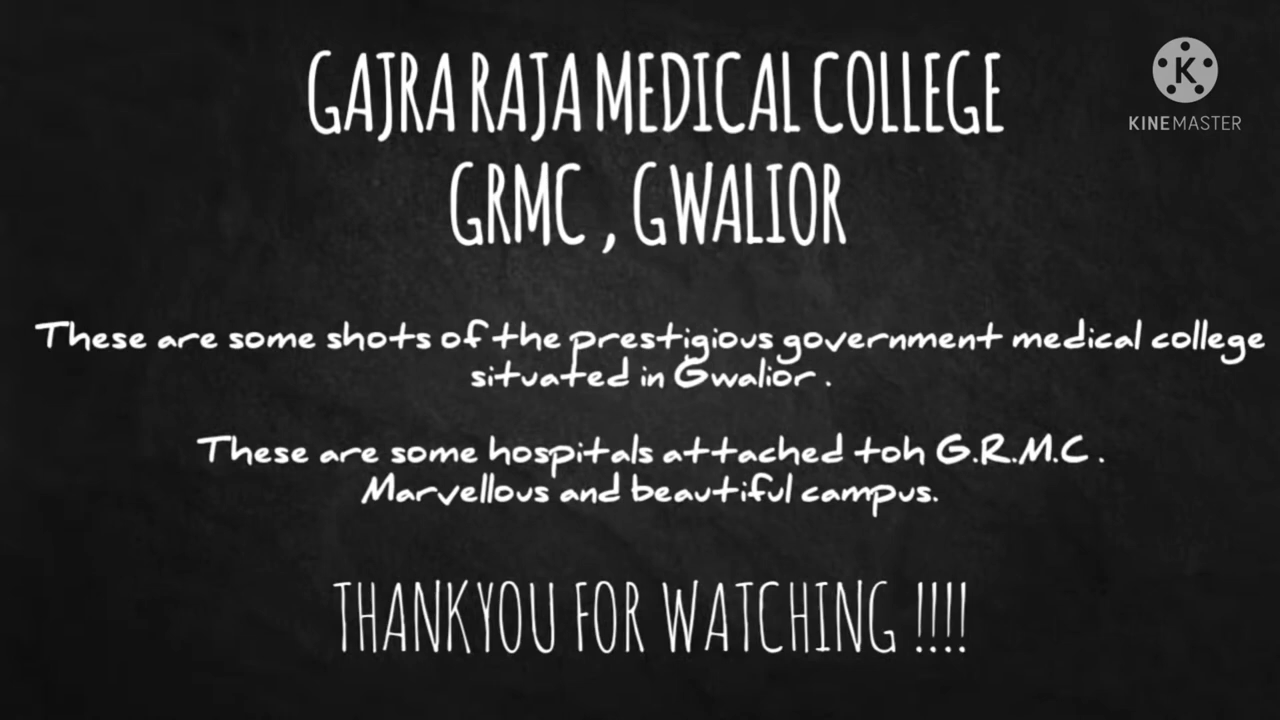 GAJRA RAJA MEDICAL COLLEGE
GRMC , GWALIOR
K
KINEMASTER
These are some shots of the prestigious government medical college
situated in Gwalior .
These are some hospitals attached toh G.R.M.C .
Marvellous and beautiful campus.
THANKYOU FOR WATCHING !!!!